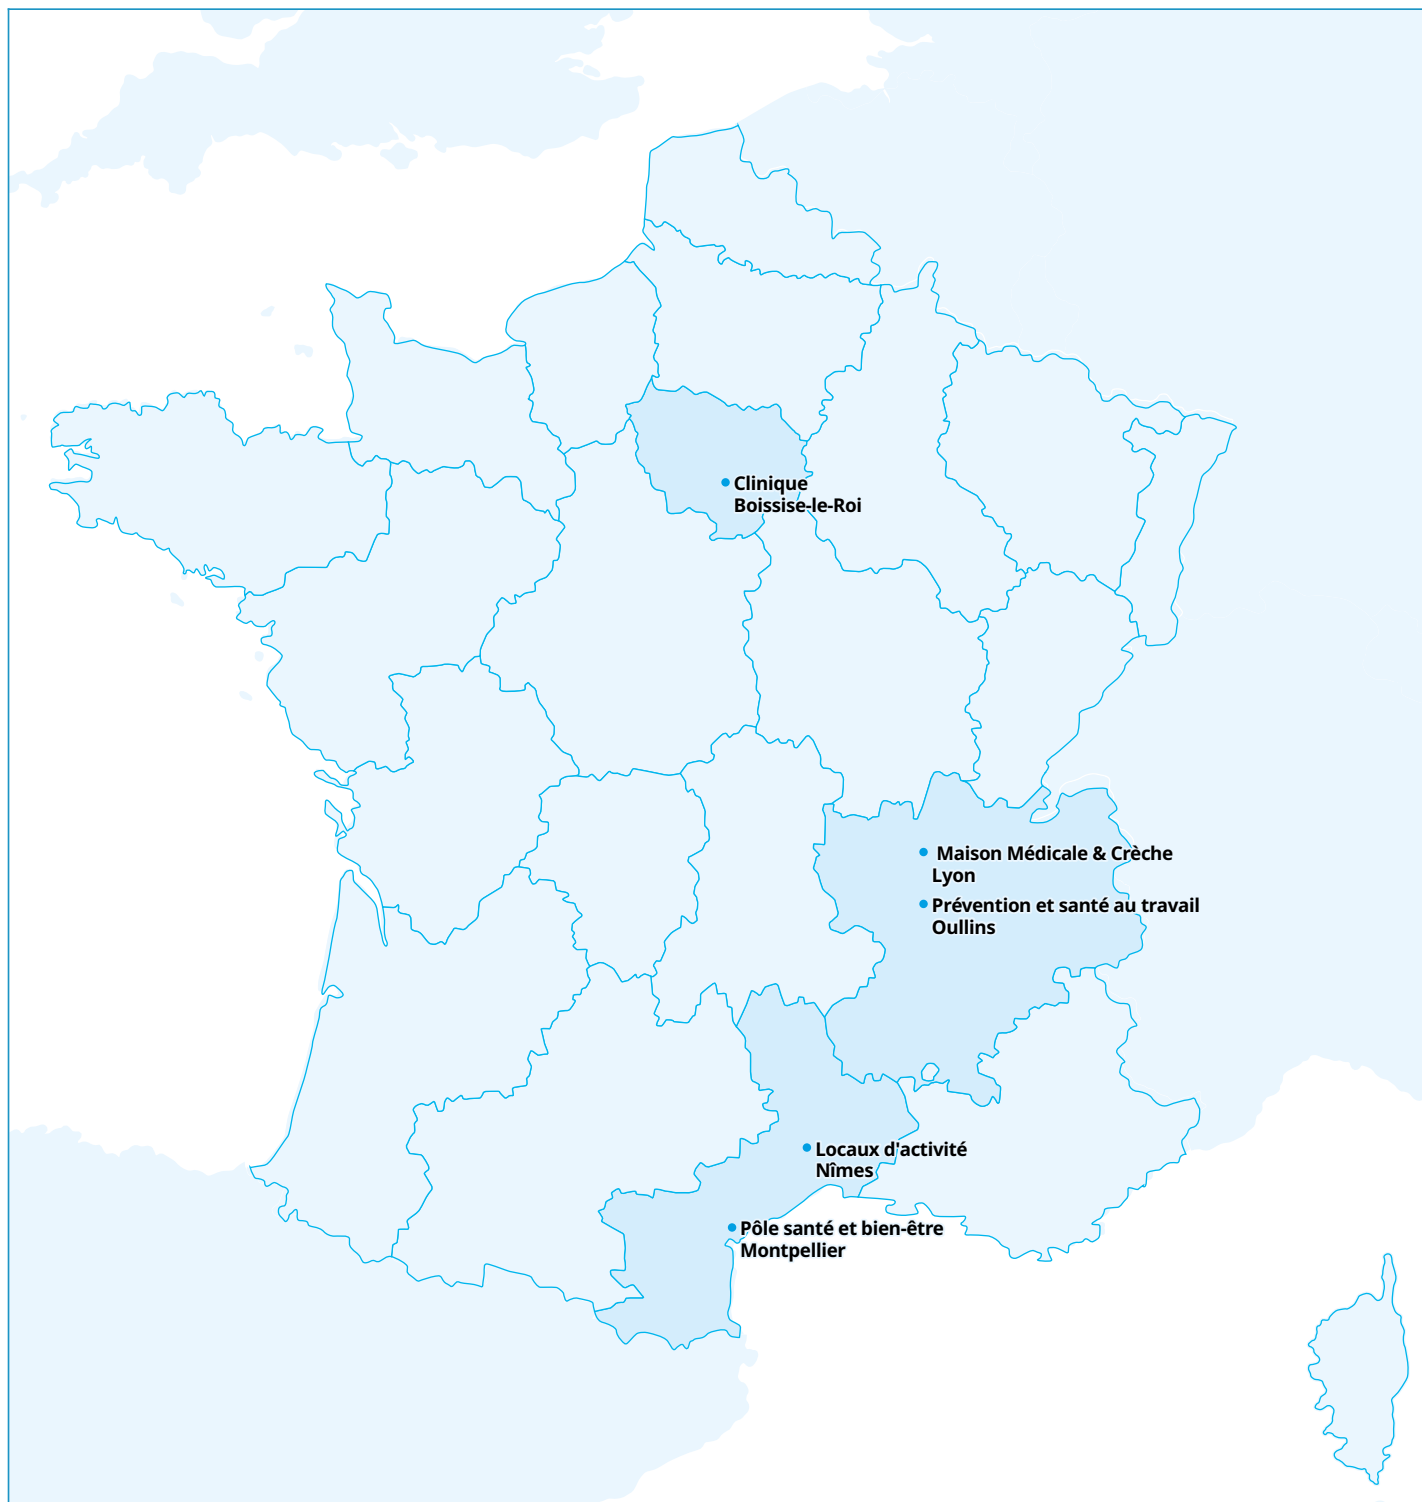 Clinique
Boissise-le-Roi
Maison Médicale & Crèche
Lyon
Prévention et santé au travail
Oullins
Locaux d'activité
Nîmes
Pôle santé et bien-être
Montpellier